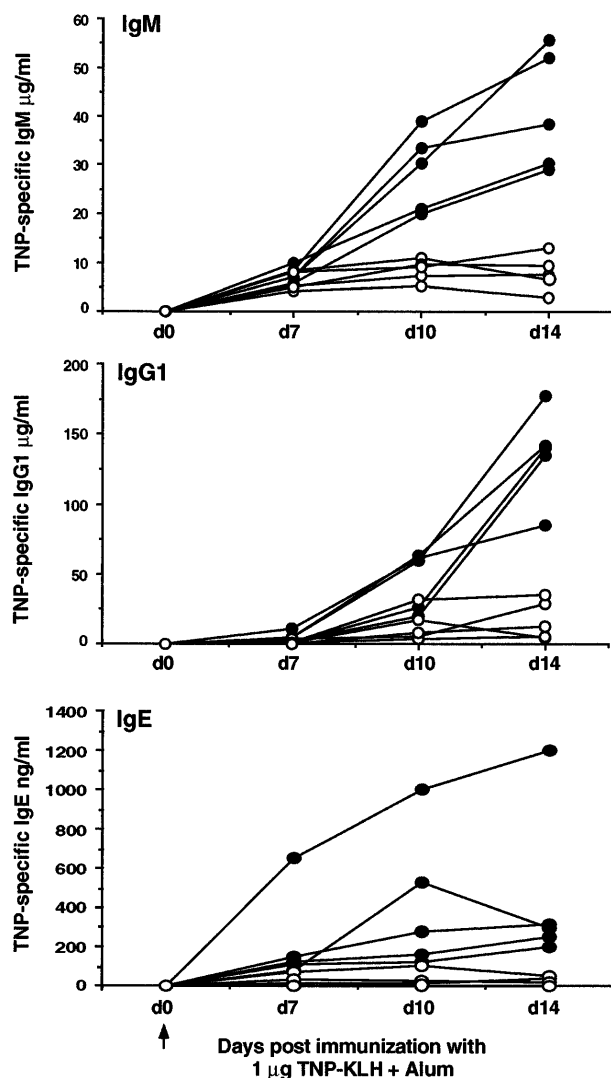 IgM
TNP-specific IgM µg/ml
60
50
40
30
20
10
0
d0 d7 d10 d14
IgG1
TNP-specific IgG1 µg/ml
200
150
100
50
0
d0 d7 d10 d14
IgE
TNP-specific IgE ng/ml
1400
1200
1000
800
600
400
200
0
d0 d7 d10 d14
Days post immunization with
1 µg TNP-KLH + Alum